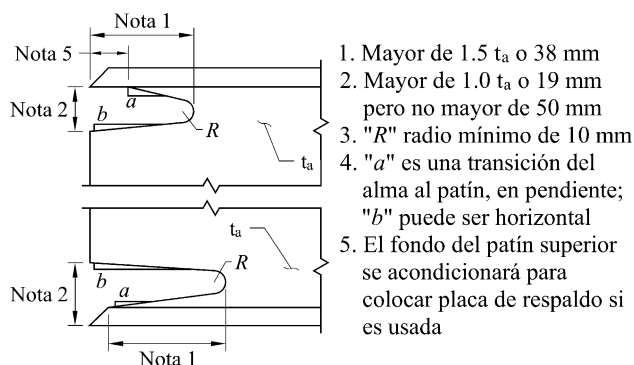 Nota 1
Nota 5
Nota 2
a
b
R
tₐ
1. Mayor de 1.5 tₐ o 38 mm
2. Mayor de 1.0 tₐ o 19 mm
pero no mayor de 50 mm
3. "R" radio mínimo de 10 mm
4. "a" es una transición del
alma al patín, en pendiente;
"b" puede ser horizontal
5. El fondo del patín superior
se acondicionará para
colocar placa de respaldo si
es usada
tₐ
R
Nota 2
b
a
Nota 1